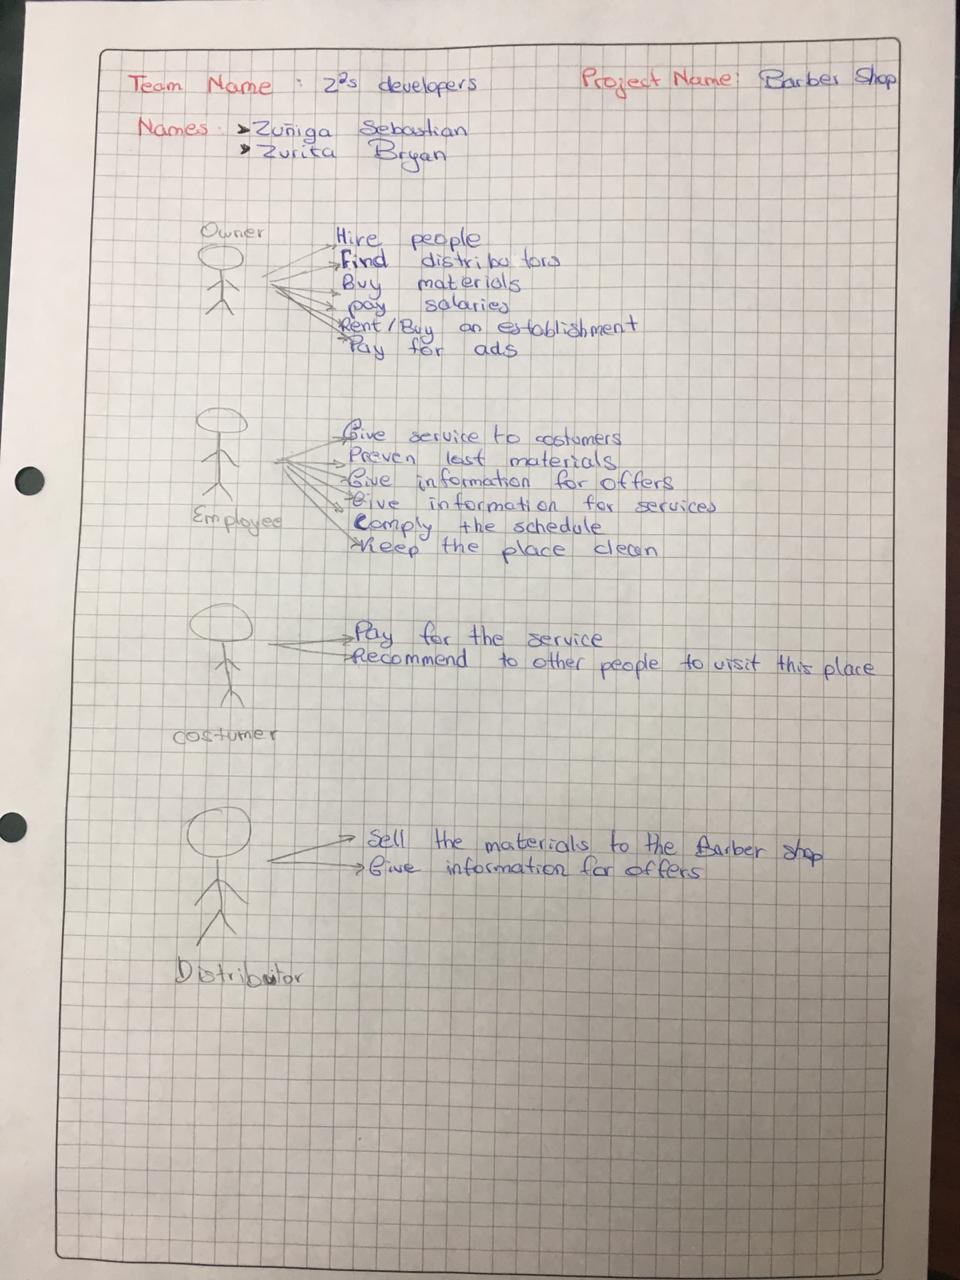 Team Name : Z²s developers Project Name: Barber Shop
Names ➤ Zuñiga Sebastian
➤ Zurita Bryan
Owner
Hire people
Find distributors
Buy materials
pay salaries
Rent/Buy an establishment
Pay for ads
Give service to costumers
Preven lost materials
Give information for offers
Give information for services
Comply the schedule
Keep the place clean
Employee
Pay for the service
Recommend to other people to visit this place
costumer
Sell the materials to the Barber shop
Give information for offers
Distributor